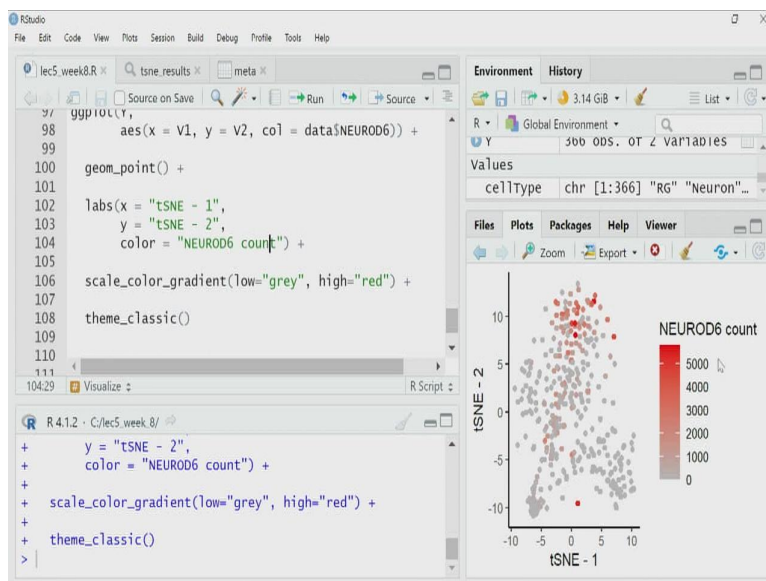 RStudio
File Edit Code View Plots Session Build Debug Profile Tools Help
lec5_week8.R × tsne_results × meta ×
Source on Save Run Source
97 ggplot(Y,
98 aes(x = V1, y = V2, col = data$NEUROD6)) +
99
100 geom_point() +
101
102 labs(x = "tSNE - 1",
103 y = "tSNE - 2",
104 color = "NEUROD6 count") +
105
106 scale_color_gradient(low="grey", high="red") +
107
108 theme_classic()
109
110
111
104:29 Visualize R Script
R 4.1.2 · C:/lec5_week_8/
+ y = "tSNE - 2",
+ color = "NEUROD6 count") +
+
+ scale_color_gradient(low="grey", high="red") +
+
+ theme_classic()
>
Environment History
3.14 GiB List
R Global Environment
Y 366 obs. of 2 variables
Values
cellType chr [1:366] "RG" "Neuron"…
Files Plots Packages Help Viewer
Zoom Export
NEUROD6 count
5000
4000
3000
2000
1000
0
tSNE - 2
10
5
0
-5
-10
-10 -5 0 5 10
tSNE - 1